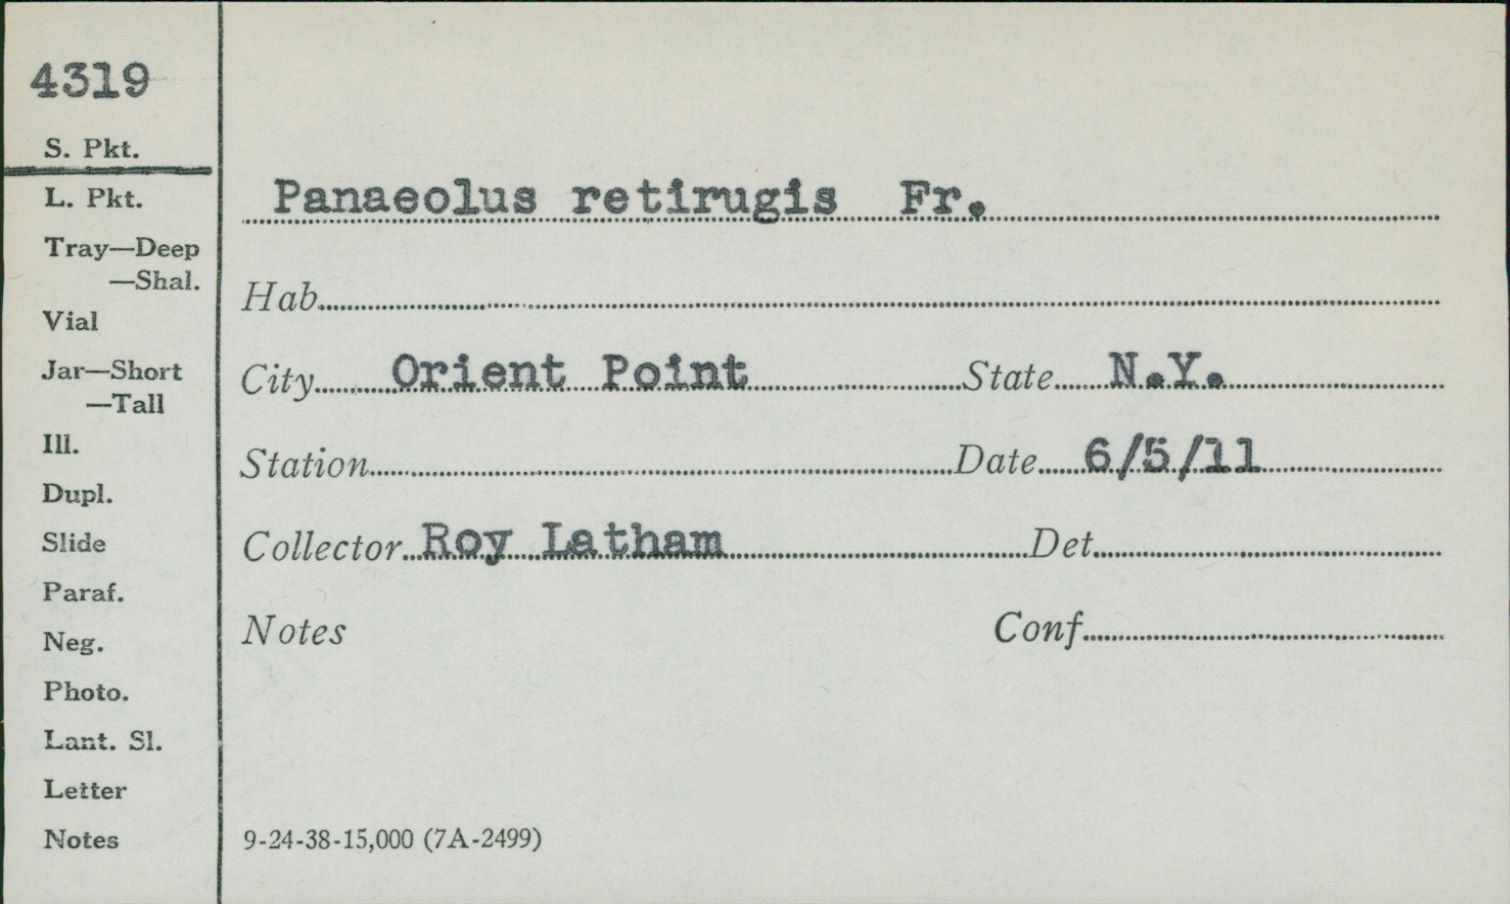 4319
S. Pkt.
L. Pkt.
Tray—Deep
—Shal.
Vial
Jar—Short
—Tall
Ill.
Dupl.
Slide
Paraf.
Neg.
Photo.
Lant. Sl.
Letter
Notes
Panaeolus retirugis Fr.
Hab
City Orient Point State N.Y.
Station Date 6/5/11
Collector Roy Latham Det
Notes Conf
9-24-38-15,000 (7A-2499)